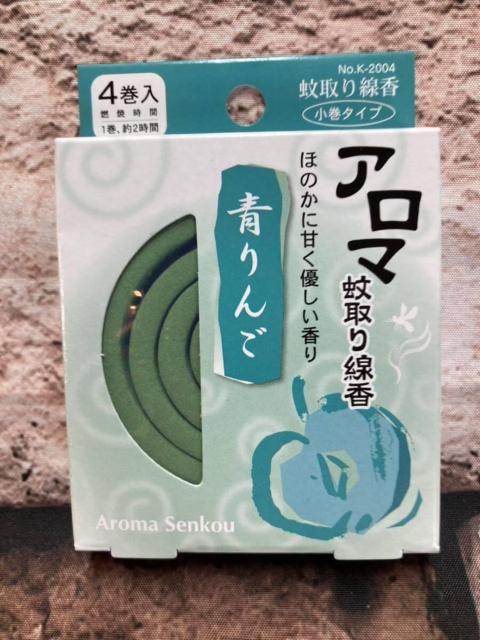 No.K-2004
蚊取り線香
小巻タイプ
4巻入
燃焼時間
1巻、約2時間
アロマ
蚊取り線香
ほのかに甘く優しい香り
青りんご
Aroma Senkou